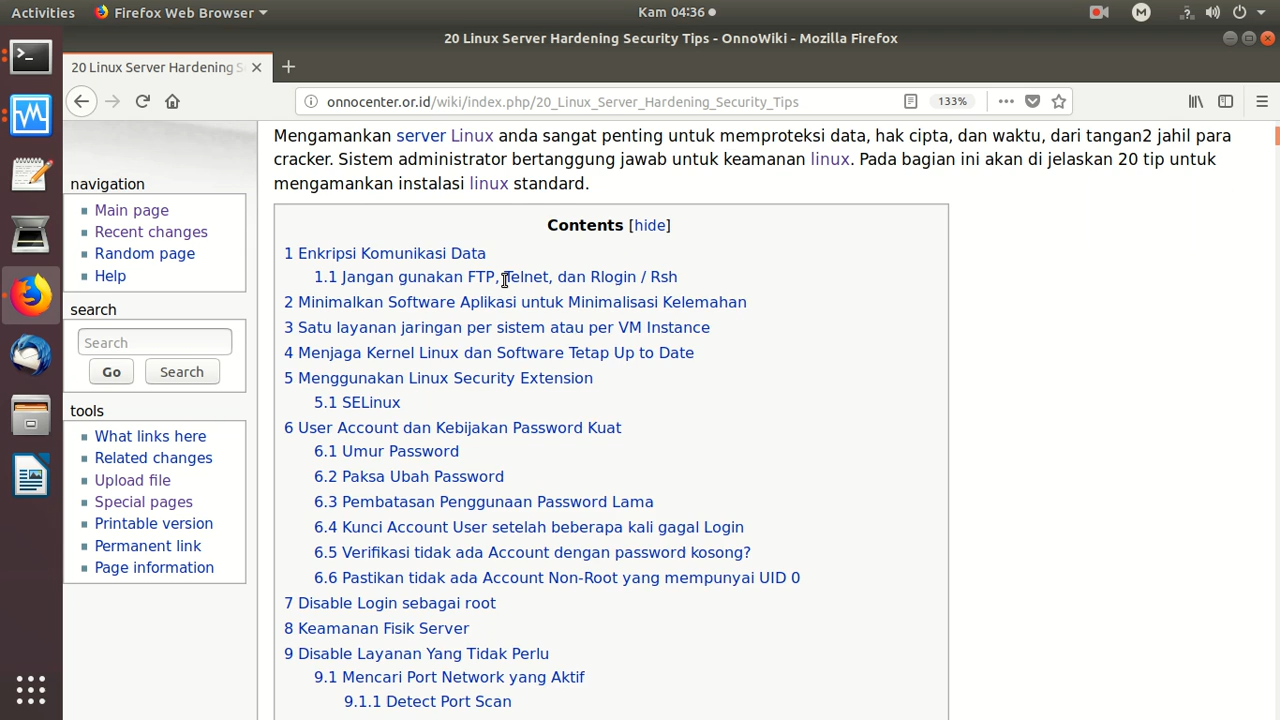 Activities Firefox Web Browser Kam 04:36
20 Linux Server Hardening Security Tips - OnnoWiki - Mozilla Firefox
20 Linux Server Hardening S
onnocenter.or.id/wiki/index.php/20_Linux_Server_Hardening_Security_Tips 133%
Mengamankan server Linux anda sangat penting untuk menproteksi data, hak cipta, dan waktu, dari tangan2 jahil para
cracker. Sistem administrator bertanggung jawab untuk keamanan linux. Pada bagian ini akan di jelaskan 20 tip untuk
mengamankan instalasi linux standard.
navigation
Main page
Recent changes
Random page
Help
search
Search
Go Search
tools
What links here
Related changes
Upload file
Special pages
Printable version
Permanent link
Page information
Contents [hide]
1 Enkripsi Komunikasi Data
1.1 Jangan gunakan FTP, Telnet, dan Rlogin / Rsh
2 Minimalkan Software Aplikasi untuk Minimalisasi Kelemahan
3 Satu layanan jaringan per sistem atau per VM Instance
4 Menjaga Kernel Linux dan Software Tetap Up to Date
5 Menggunakan Linux Security Extension
5.1 SELinux
6 User Account dan Kebijakan Password Kuat
6.1 Umur Password
6.2 Paksa Ubah Password
6.3 Pembatasan Penggunaan Password Lama
6.4 Kunci Account User setelah beberapa kali gagal Login
6.5 Verifikasi tidak ada Account dengan password kosong?
6.6 Pastikan tidak ada Account Non-Root yang mempunyai UID 0
7 Disable Login sebagai root
8 Keamanan Fisik Server
9 Disable Layanan Yang Tidak Perlu
9.1 Mencari Port Network yang Aktif
9.1.1 Detect Port Scan